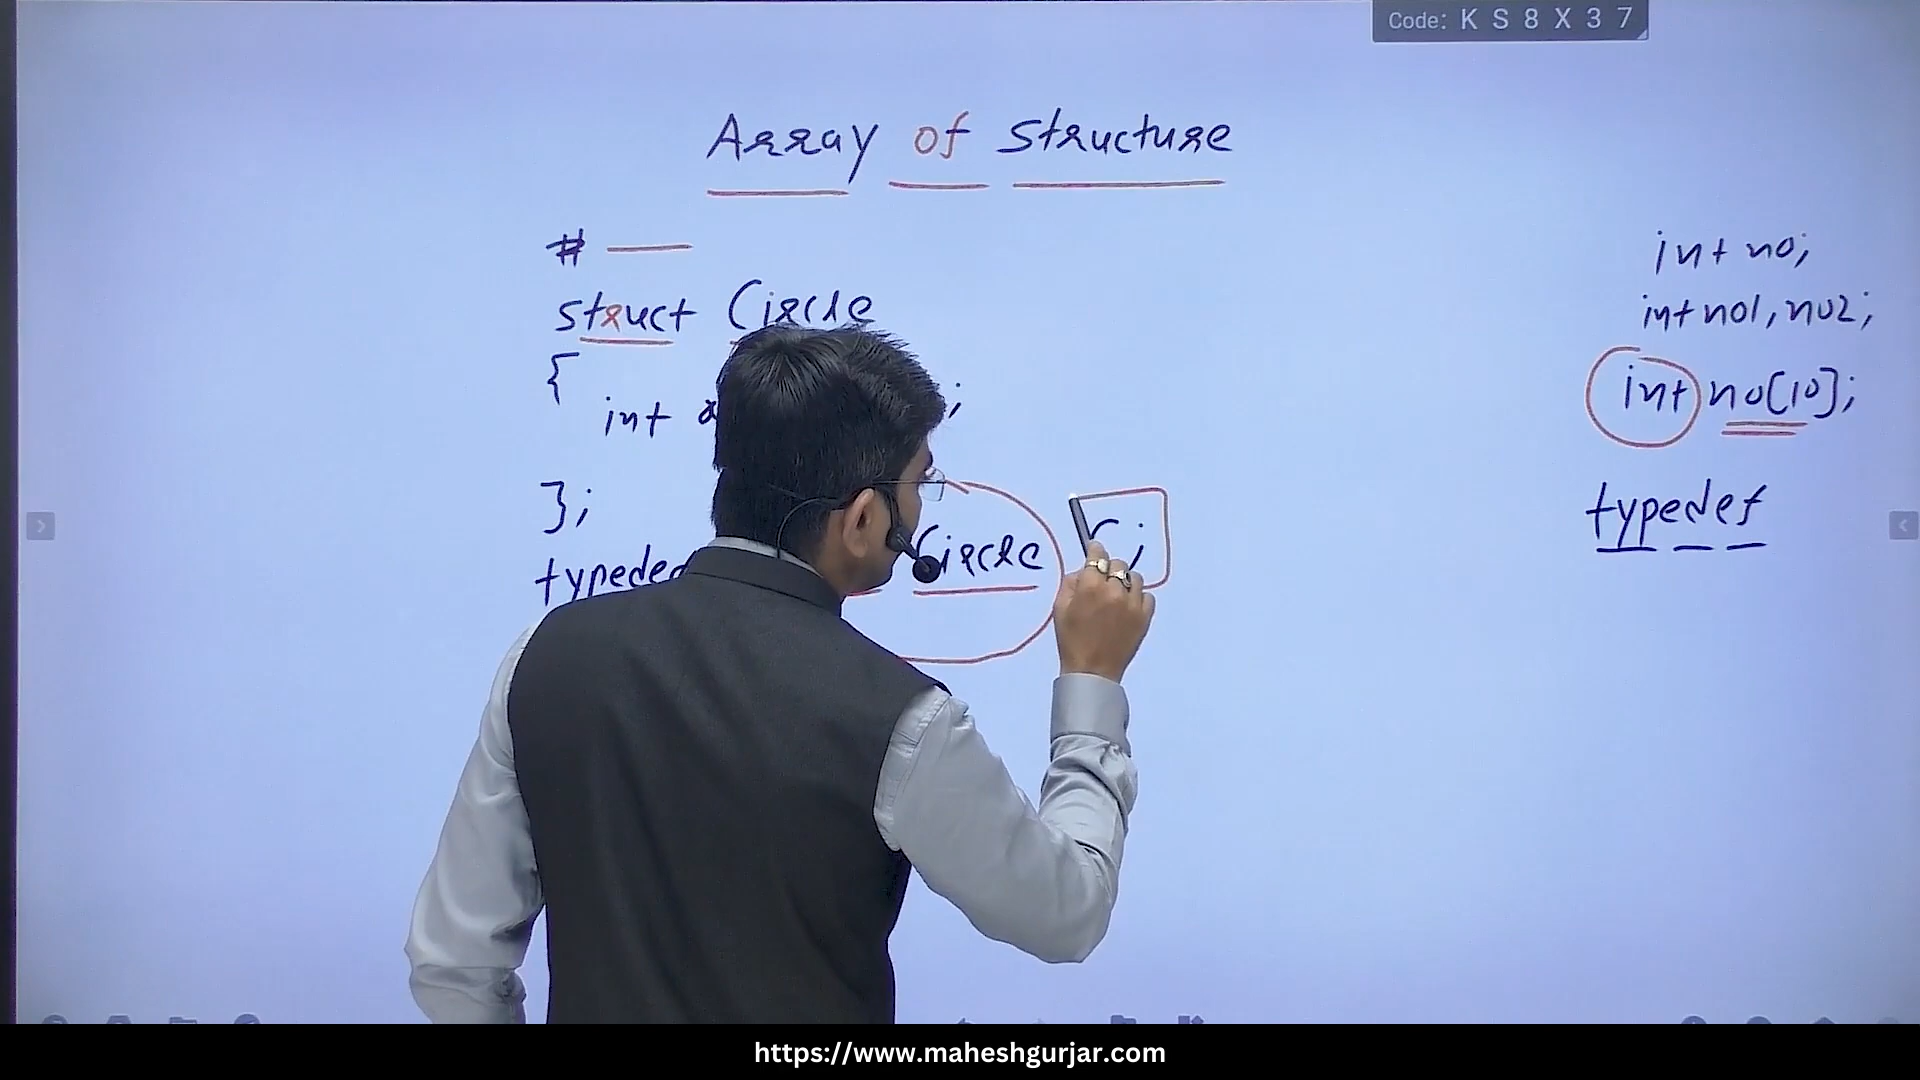 Code: K S 8 X 3 7
Array of structure
#
struct Circle
{
int
;
};
Circle C;
int no;
int no1, no2;
int no[10];
typedef
https://www.maheshgurjar.com